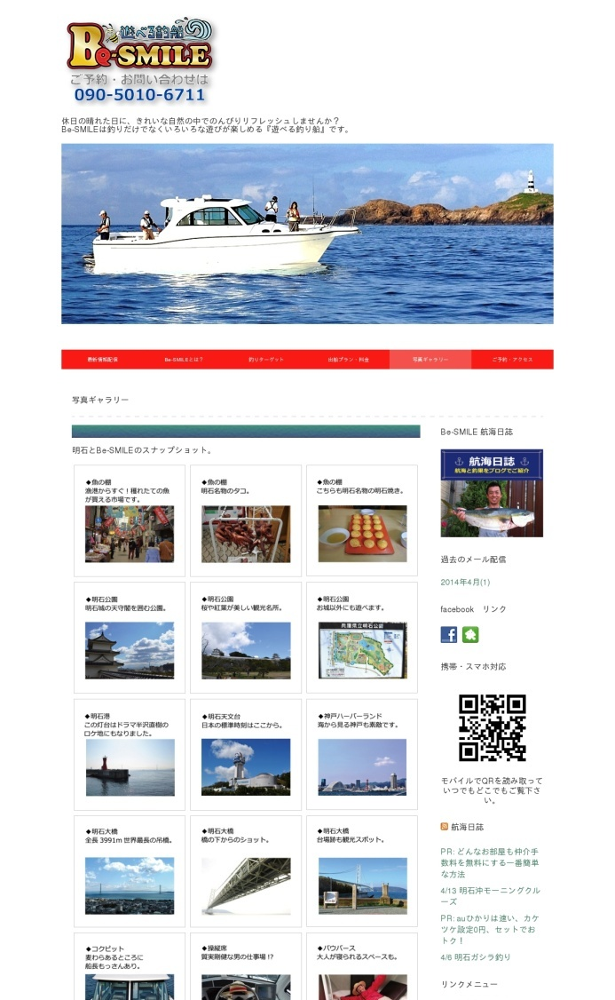 遊べる釣船
Be-SMILE
ご予約・お問い合わせは
090-5010-6711
休日の晴れた日に、きれいな自然の中でのんびりリフレッシュしませんか？
Be-SMILEは釣りだけでなくいろいろな遊びが楽しめる『遊べる釣り船』です。
最新情報配信 Be-SMILEとは？ 釣りターゲット 出船プラン・料金 写真ギャラリー ご予約・アクセス
写真ギャラリー
明石とBe-SMILEのスナップショット。
◆魚の棚
漁港からすぐ！穫れたての魚
が買える市場です。
◆魚の棚
明石名物のタコ。
◆魚の棚
こちらも明石名物の明石焼き。
◆明石公園
明石城の天守閣を囲む公園。
◆明石公園
桜や紅葉が美しい観光名所。
◆明石公園
お城以外にも遊べます。
兵庫県立明石公園
◆明石港
この灯台はドラマ半沢直樹の
ロケ地にもなりました。
◆明石天文台
日本の標準時刻はここから。
◆神戸ハーバーランド
海から見る神戸も素敵です。
◆明石大橋
全長 3991m 世界最長の吊橋。
◆明石大橋
橋の下からのショット。
◆明石大橋
台場跡も観光スポット。
◆コクピット
麦わらあるところに
船長もっさんあり。
◆操縦席
質実剛健な男の仕事場 !?
◆バウバース
大人が寝られるスペースも。
Be-SMILE 航海日誌
航海日誌
航海と釣果をブログでご紹介
過去のメール配信
2014年4月(1)
facebook　リンク
携帯・スマホ対応
モバイルでQRを読み取って
いつでもどこでもご覧下さ
い。
航海日誌
PR: どんなお部屋も仲介手
数料を無料にする一番簡単
な方法
4/13 明石沖モーニングクル
ーズ
PR: auひかりは速い、カケ
ツケ設定0円、セットでお
トク！
4/6 明石ガシラ釣り
リンクメニュー